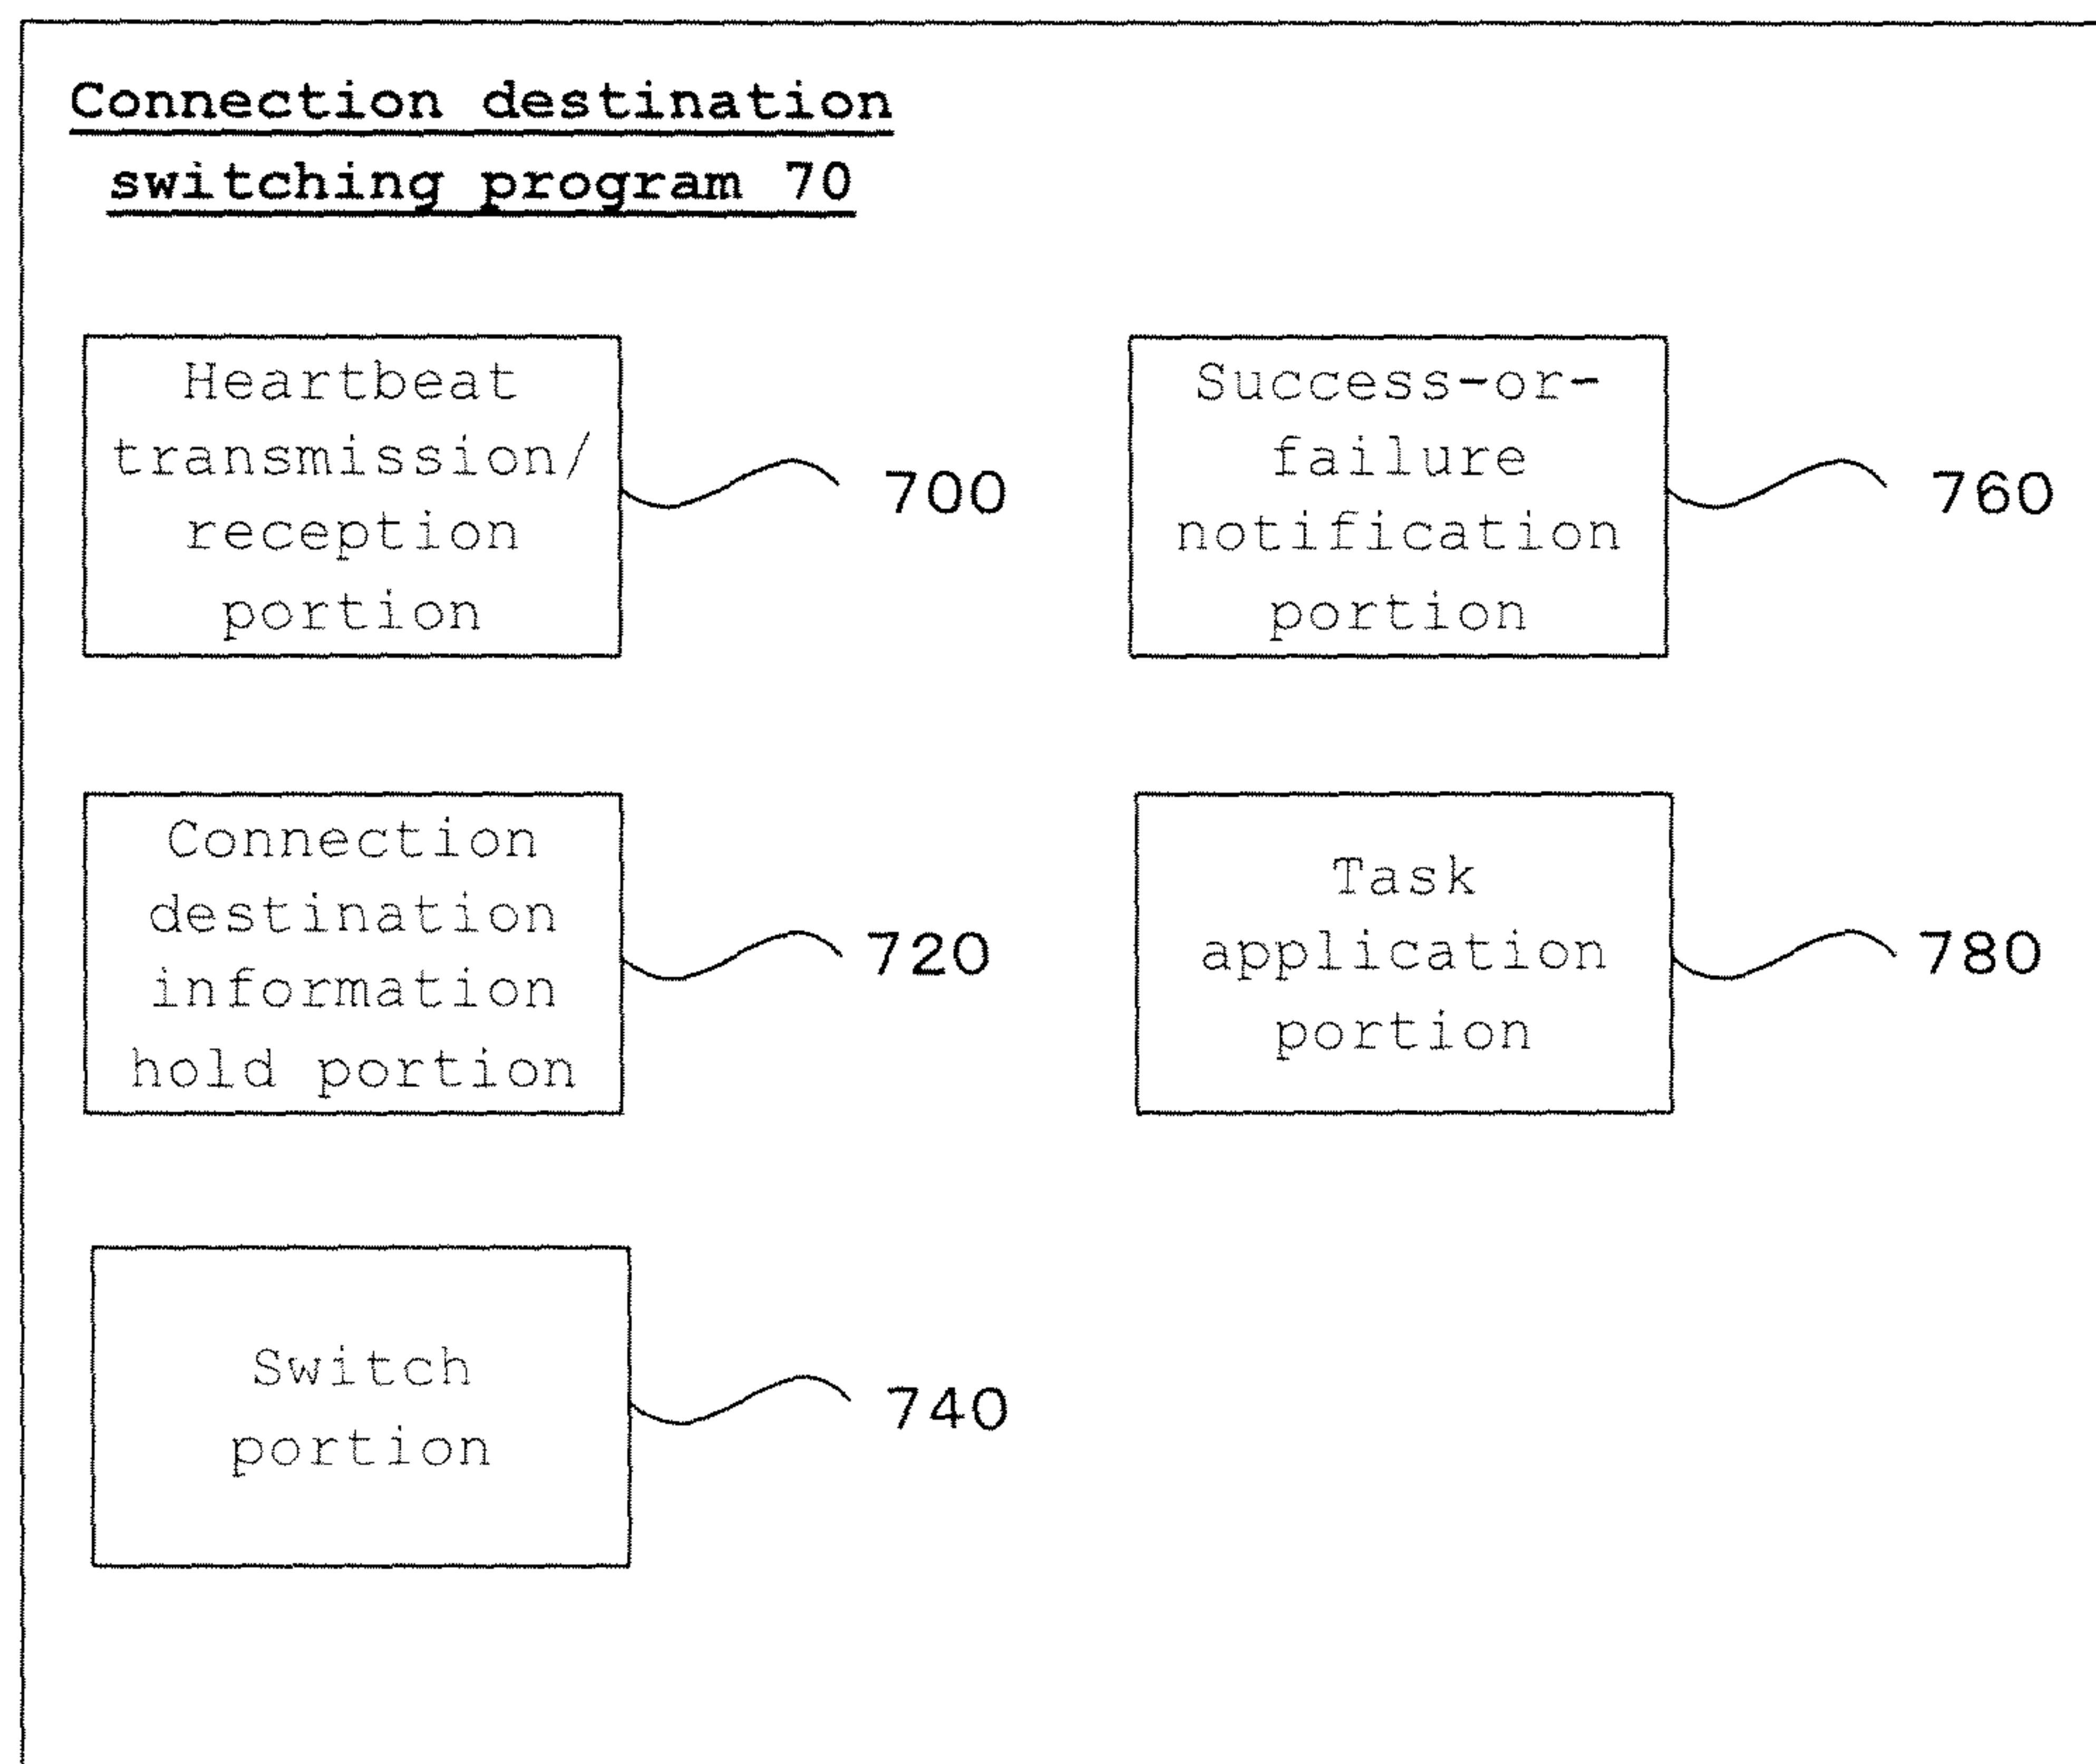 Connection destination
switching program 70
Heartbeat
transmission/
reception
portion
700
Success-or-
failure
notification
portion
760
Connection
destination
information
hold portion
720
Task
application
portion
780
Switch
portion
740